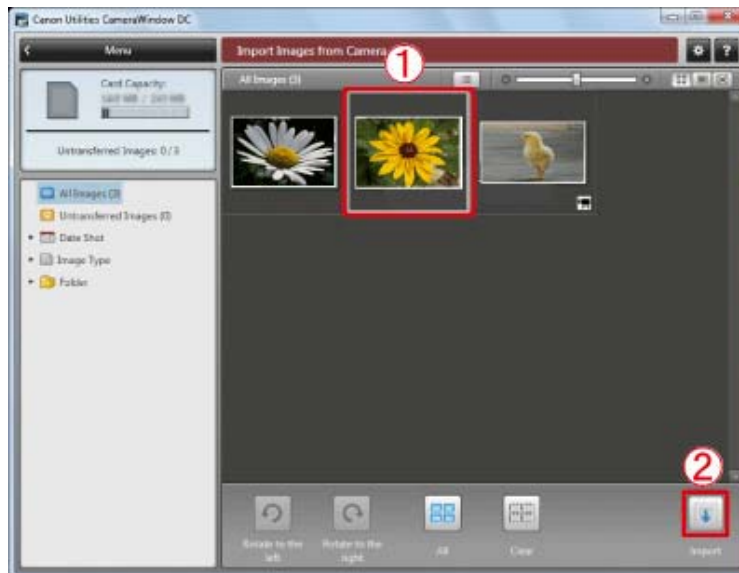 Canon Utilities CameraWindow DC
Menu
Import Images from Camera
?
Card Capacity:
Untransferred Images: 0 / 3
All Images (3)
1
All Images (3)
Untransferred Images (0)
Date Shot
Image Type
Folder
2
Rotate to the left
Rotate to the right
All
Clear
Import